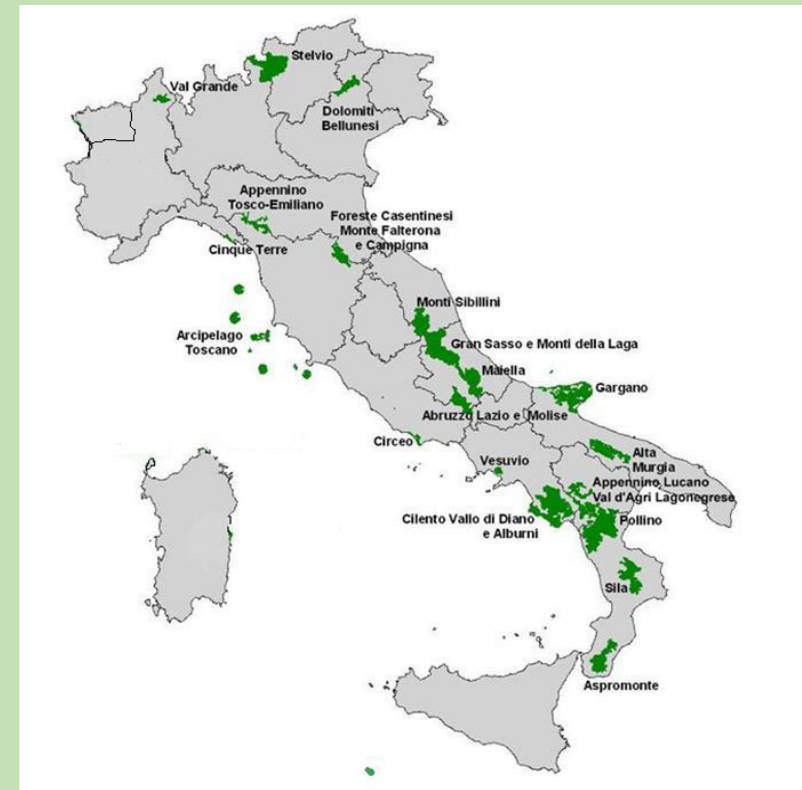 Stelvio
Val Grande
Dolomiti
Bellunesi
Appennino
Tosco-Emiliano
Foreste Casentinesi
Monte Falterona
e Campigna
Cinque Terre
Monti Sibillini
Arcipelago
Toscano
Gran Sasso e Monti della Laga
Maiella
Gargano
Abruzzo Lazio e Molise
Circeo
Alta
Murgia
Vesuvio
Appennino Lucano
Val d'Agri Lagonegrese
Cilento Vallo di Diano
e Alburni
Pollino
Sila
Aspromonte